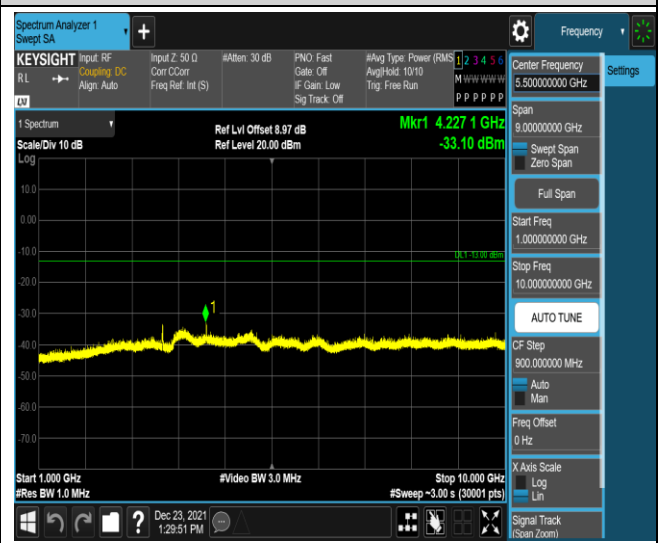 Spectrum Analyzer 1
Swept SA
Frequency
KEYSIGHT
RL
LXI
Input: RF
Coupling: DC
Align: Auto
Input Z: 50 Ω
Corr CCorr
Freq Ref: Int (S)
#Atten: 30 dB
PNO: Fast
Gate: Off
IF Gain: Low
Sig Track: Off
#Avg Type: Power (RMS
Avg|Hold: 10/10
Trig: Free Run
1 2 3 4 5 6
M W W W W W
P P P P P P
1 Spectrum
Scale/Div 10 dB
Ref Lvl Offset 8.97 dB
Ref Level 20.00 dBm
Mkr1 4.227 1 GHz
-33.10 dBm
Log
10.0
0.00
-10.0
DL1 -13.00 dBm
-20.0
-30.0
1
-40.0
-50.0
-60.0
-70.0
Start 1.000 GHz
#Res BW 1.0 MHz
#Video BW 3.0 MHz
Stop 10.000 GHz
#Sweep ~3.00 s (30001 pts)
Center Frequency
5.500000000 GHz
Settings
Span
9.00000000 GHz
Swept Span
Zero Span
Full Span
Start Freq
1.000000000 GHz
Stop Freq
10.000000000 GHz
AUTO TUNE
CF Step
900.000000 MHz
Auto
Man
Freq Offset
0 Hz
X Axis Scale
Log
Lin
Signal Track
(Span Zoom)
?
Dec 23, 2021
1:29:51 PM